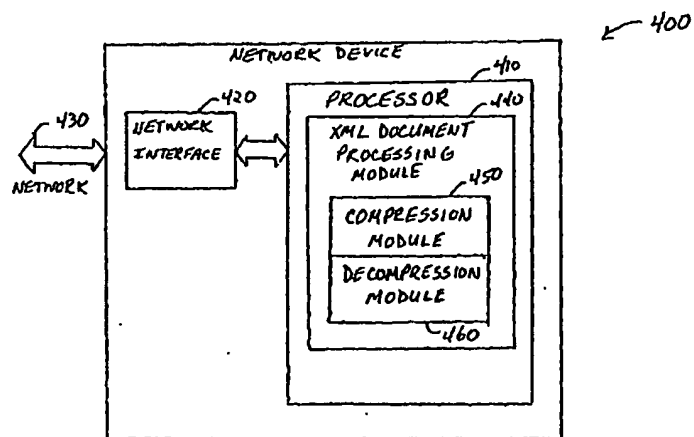 400
NETWORK DEVICE
410
430
420
PROCESSOR
440
NETWORK
INTERFACE
XML DOCUMENT
PROCESSING
MODULE
NETWORK
450
COMPRESSION
MODULE
DECOMPRESSION
MODULE
460